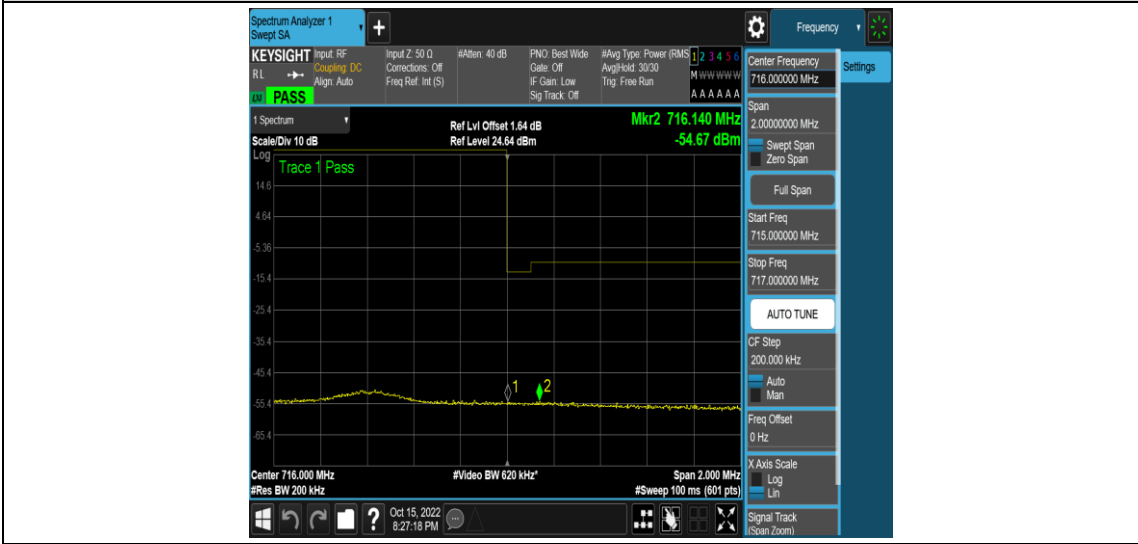 Spectrum Analyzer 1
Swept SA
+
Frequency
KEYSIGHT
RL
LXI
PASS
Input: RF
Coupling: DC
Align: Auto
Input Z: 50 Ω
Corrections: Off
Freq Ref: Int (S)
#Atten: 40 dB
PNO: Best Wide
Gate: Off
IF Gain: Low
Sig Track: Off
#Avg Type: Power (RMS
Avg|Hold: 30/30
Trig: Free Run
1 2 3 4 5 6
M W W W W W
A A A A A A
1 Spectrum
Scale/Div 10 dB
Ref Lvl Offset 1.64 dB
Ref Level 24.64 dBm
Mkr2 716.140 MHz
-54.67 dBm
Log
Trace 1 Pass
14.6
4.64
-5.36
-15.4
-25.4
-35.4
-45.4
-55.4
-65.4
1
2
Center 716.000 MHz
#Res BW 200 kHz
#Video BW 620 kHz*
Span 2.000 MHz
#Sweep 100 ms (601 pts)
?
Oct 15, 2022
8:27:18 PM
Center Frequency
716.000000 MHz
Settings
Span
2.00000000 MHz
Swept Span
Zero Span
Full Span
Start Freq
715.000000 MHz
Stop Freq
717.000000 MHz
AUTO TUNE
CF Step
200.000 kHz
Auto
Man
Freq Offset
0 Hz
X Axis Scale
Log
Lin
Signal Track
(Span Zoom)